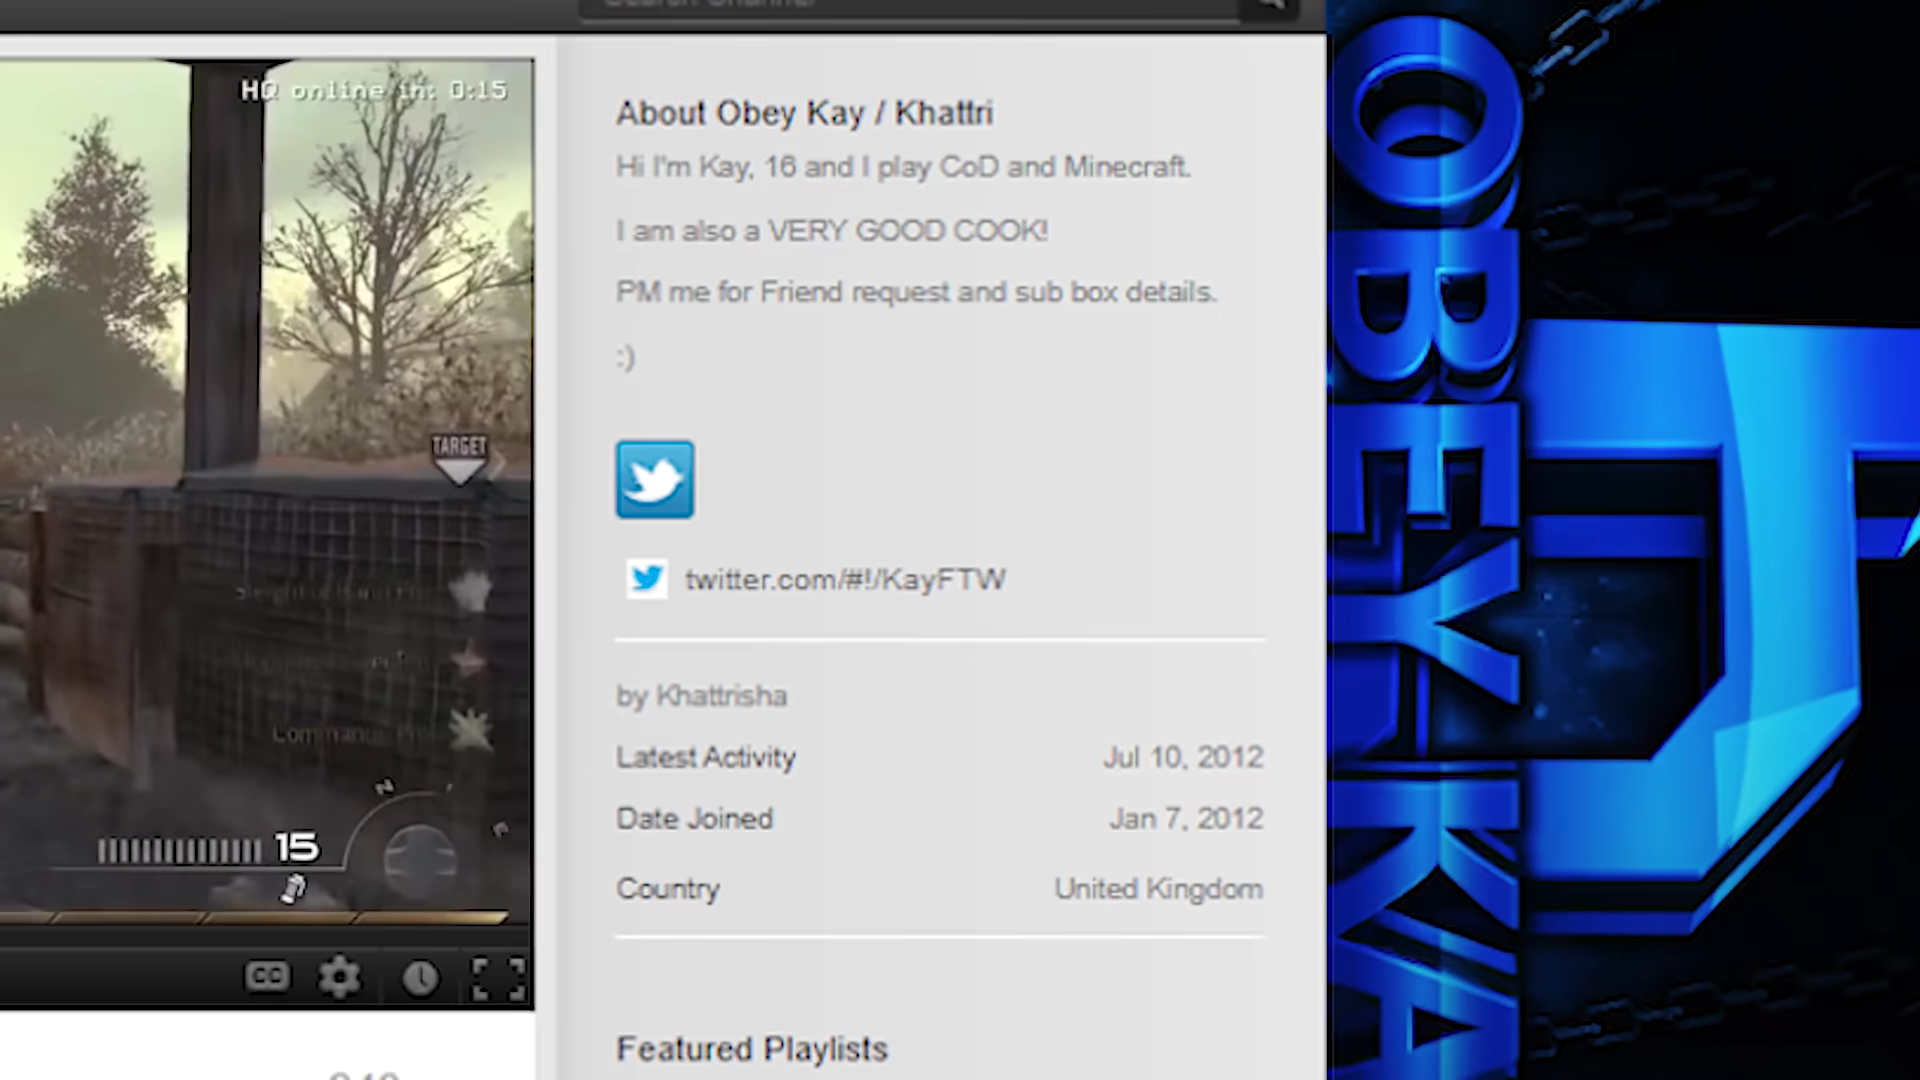 HQ online in: 0:15
TARGET
15
CC
About Obey Kay / Khattri
Hi I'm Kay, 16 and I play CoD and Minecraft.
I am also a VERY GOOD COOK!
PM me for Friend request and sub box details.
:)
twitter.com/#!/KayFTW
by Khattrisha
Latest Activity Jul 10, 2012
Date Joined Jan 7, 2012
Country United Kingdom
Featured Playlists
OBEY KA